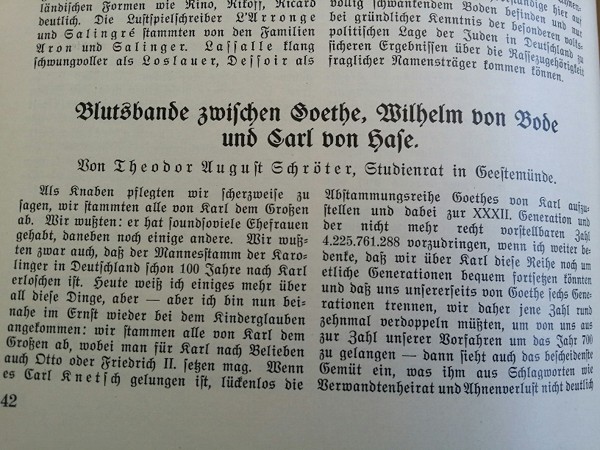 ländischen Formen wie Rino, Rikoff, Ricard
deutlich. Die Lustspielschreiber L'Arronge
und Salingré stammten von den Familien
Aron und Salinger. Lassalle klang
schwungvoller als Loslauer, Dessoir als
völlig schwankendem Boden befinden und nur
bei gründlicher Kenntnis der besonderen volks-
politischen Lage der Juden in Deutschland zu
sicheren Ergebnissen über die Rassezugehörigkeit
fraglicher Namensträger kommen können.
Blutsbande zwischen Goethe, Wilhelm von Bode
und Carl von Hase.
Von Theodor August Schröter, Studienrat in Geestemünde.
Als Knaben pflegten wir scherzweise zu
sagen, wir stammten alle von Karl dem Großen
ab. Wir wußten: er hat soundsoviele Ehefrauen
gehabt, daneben noch einige andere. Wir wuß-
ten zwar auch, daß der Mannesstamm der Karo-
linger in Deutschland schon 100 Jahre nach Karl
erloschen ist. Heute weiß ich einiges mehr über
all diese Dinge, aber — aber ich bin nun bei-
nahe im Ernst wieder bei dem Kinderglauben
angekommen: wir stammen alle von Karl dem
Großen ab, wobei man für Karl nach Belieben
auch Otto oder Friedrich II. setzen mag. Wenn
es Carl Knetsch gelungen ist, lückenlos die
Abstammungsreihe Goethes von Karl aufzu-
stellen und dabei zur XXXII. Generation und
der nicht mehr recht vorstellbaren Zahl
4.225.761.288 vorzudringen, wenn ich weiter be-
denke, daß wir über Karl diese Reihe noch um
etliche Generationen bequem fortsetzen könnten
und daß uns unsererseits von Goethe sechs Gene-
rationen trennen, wir daher jene Zahl rund
zehnmal verdoppeln müßten, um von uns aus
zur Zahl unserer Vorfahren um das Jahr 700
zu gelangen — dann sieht auch das bescheidenste
Gemüt ein, was ihm aus Schlagworten wie
Verwandtenheirat und Ahnenverlust nicht deutlich
42